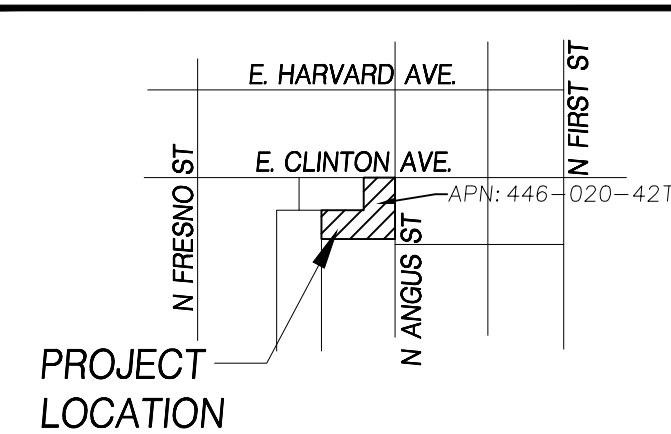 E. HARVARD AVE.
N FIRST ST
E. CLINTON AVE.
N FRESNO ST
APN: 446-020-42T
N ANGUS ST
PROJECT
LOCATION